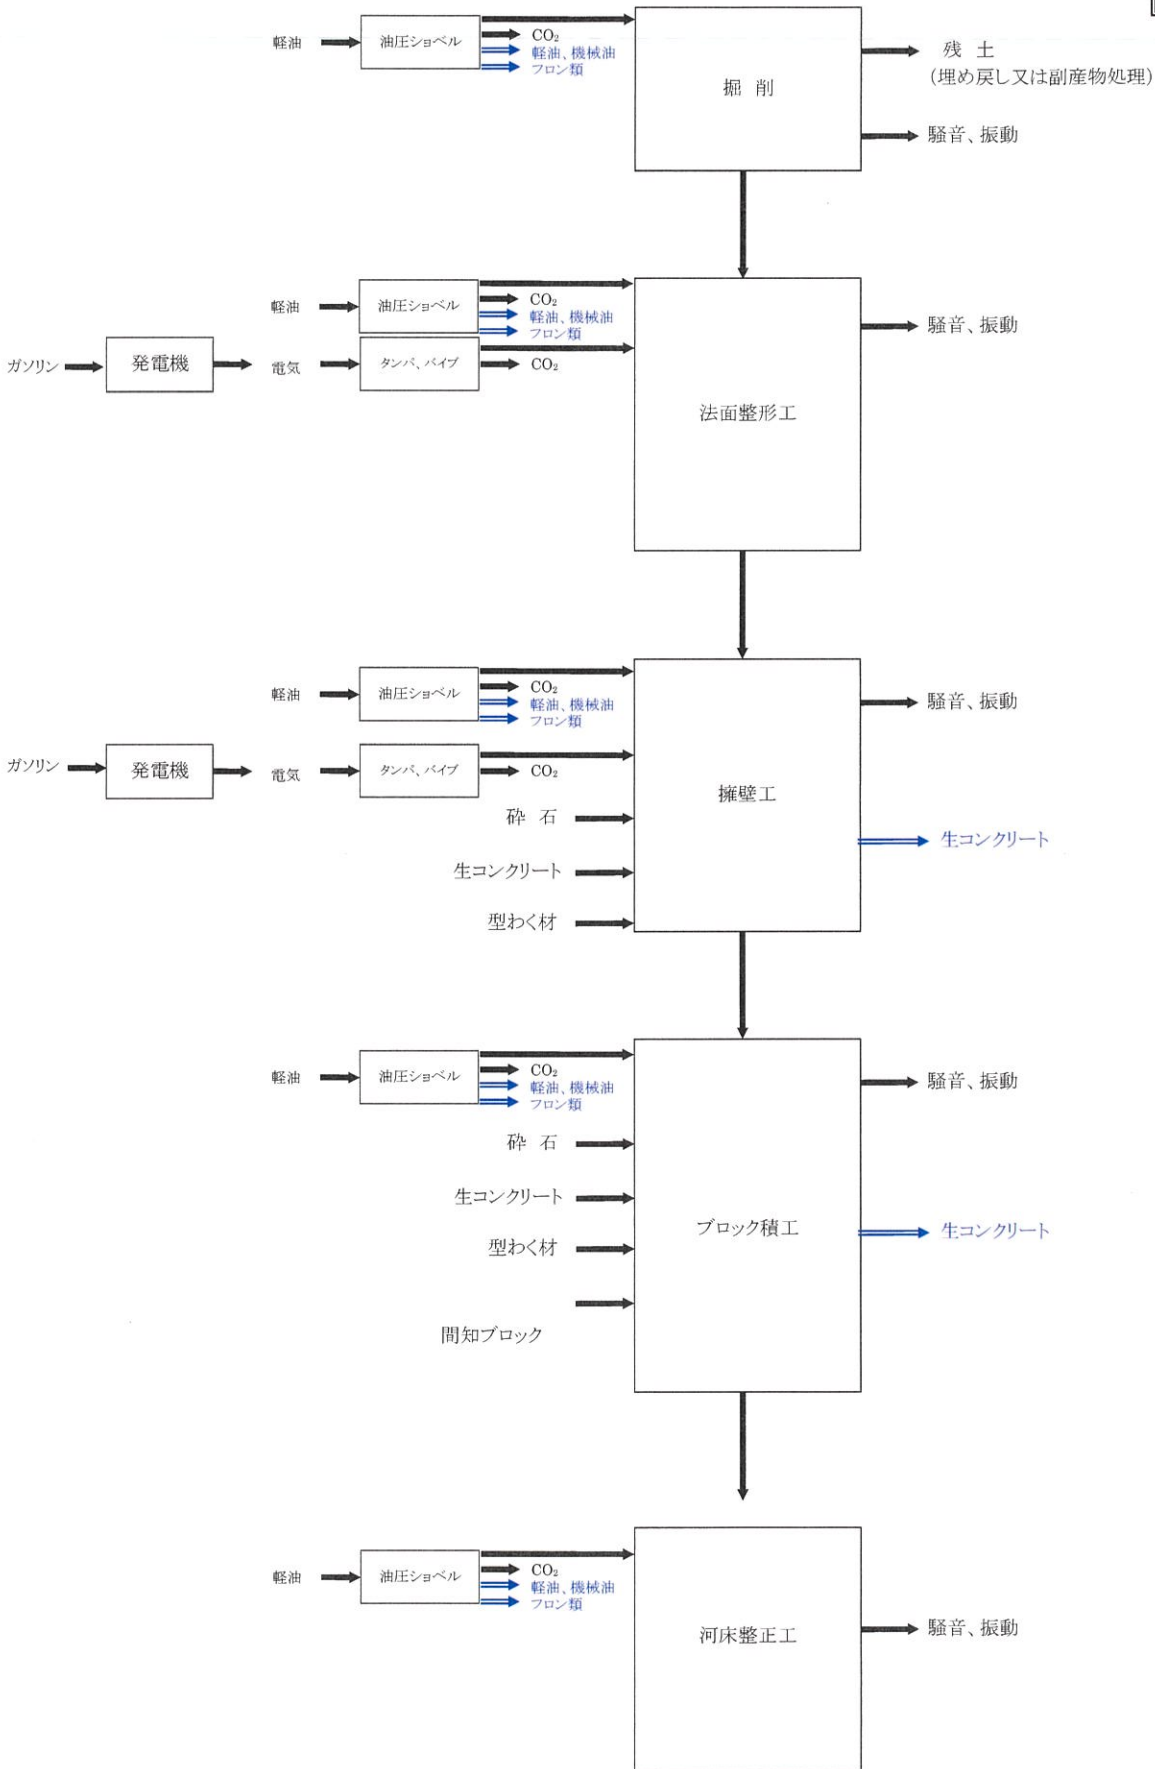 軽油
油圧ショベル
CO₂
軽油、機械油
フロン類
掘 削
残 土
(埋め戻し又は副産物処理)
騒音、振動
軽油
油圧ショベル
CO₂
軽油、機械油
フロン類
ガソリン
発電機
電気
タンパ、バイブ
CO₂
法面整形工
騒音、振動
軽油
油圧ショベル
CO₂
軽油、機械油
フロン類
ガソリン
発電機
電気
タンパ、バイブ
CO₂
砕 石
生コンクリート
型わく材
擁壁工
騒音、振動
生コンクリート
軽油
油圧ショベル
CO₂
軽油、機械油
フロン類
砕 石
生コンクリート
型わく材
間知ブロック
ブロック積工
騒音、振動
生コンクリート
軽油
油圧ショベル
CO₂
軽油、機械油
フロン類
河床整正工
騒音、振動